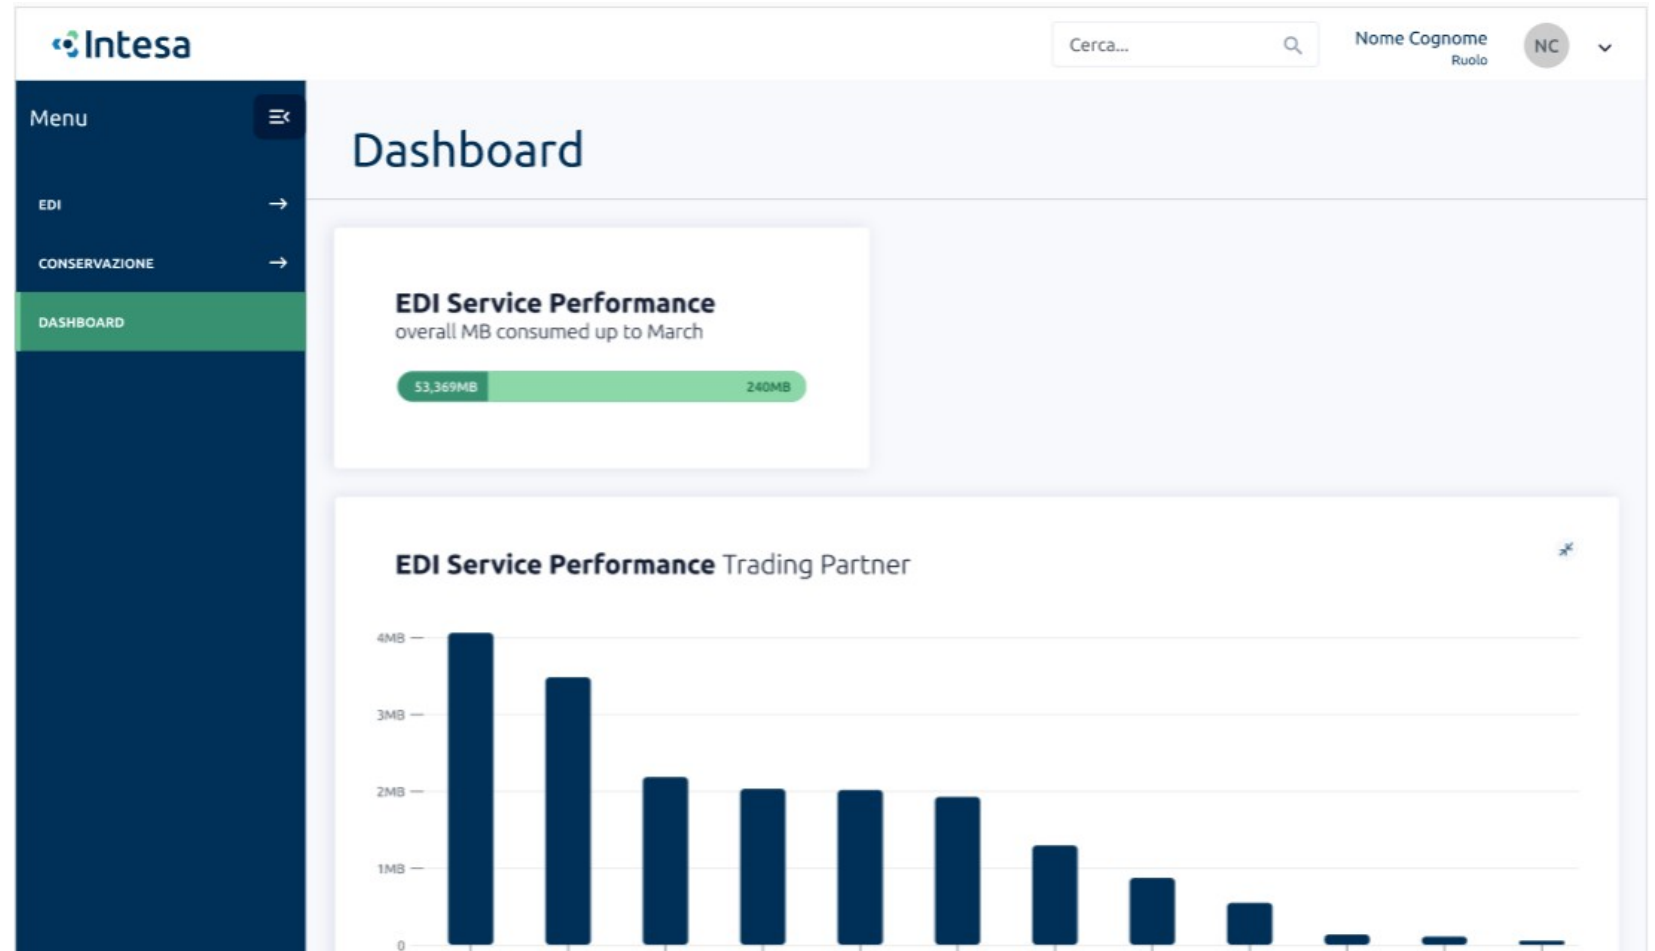 Intesa
Cerca...
Nome Cognome
Ruolo
NC
Menu
EDI
CONSERVAZIONE
DASHBOARD
Dashboard
EDI Service Performance
overall MB consumed up to March
53,369MB 240MB
EDI Service Performance Trading Partner
4MB
3MB
2MB
1MB
0